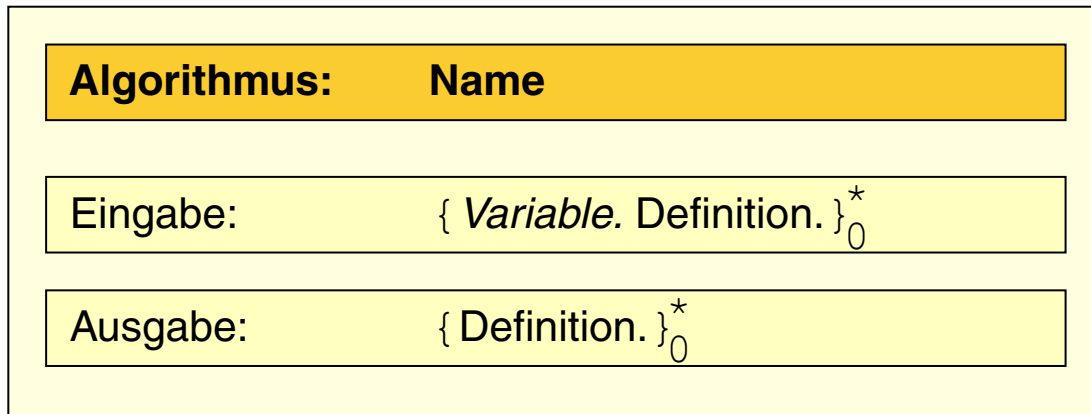 Algorithmus: Name
Eingabe: { Variable. Definition. }*0
Ausgabe: { Definition. }*0